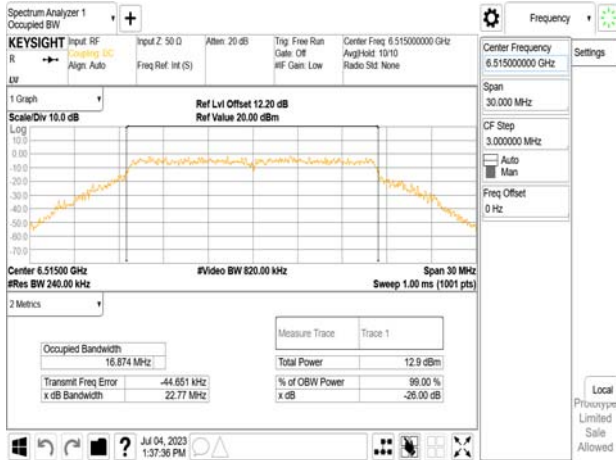 Spectrum Analyzer 1
Occupied BW
KEYSIGHT
R
LXI
Input: RF
Coupling: DC
Align: Auto
Input Z: 50 Ω
Freq Ref: Int (S)
Atten: 20 dB
Trig: Free Run
Gate: Off
#IF Gain: Low
Center Freq: 6.515000000 GHz
Avg|Hold: 10/10
Radio Std: None
1 Graph
Scale/Div 10.0 dB
Ref Lvl Offset 12.20 dB
Ref Value 20.00 dBm
Log
10.0
0.00
-10.0
-20.0
-30.0
-40.0
-50.0
-60.0
-70.0
Center 6.51500 GHz
#Res BW 240.00 kHz
#Video BW 820.00 kHz
Span 30 MHz
Sweep 1.00 ms (1001 pts)
2 Metrics
Measure Trace Trace 1
Occupied Bandwidth
16.874 MHz
Total Power 12.9 dBm
Transmit Freq Error -44.651 kHz
% of OBW Power 99.00 %
x dB Bandwidth 22.77 MHz
x dB -26.00 dB
? Jul 04, 2023
1:37:36 PM
Frequency
Center Frequency
6.515000000 GHz
Settings
Span
30.000 MHz
CF Step
3.000000 MHz
Auto
Man
Freq Offset
0 Hz
Local
Prototype
Limited
Sale
Allowed